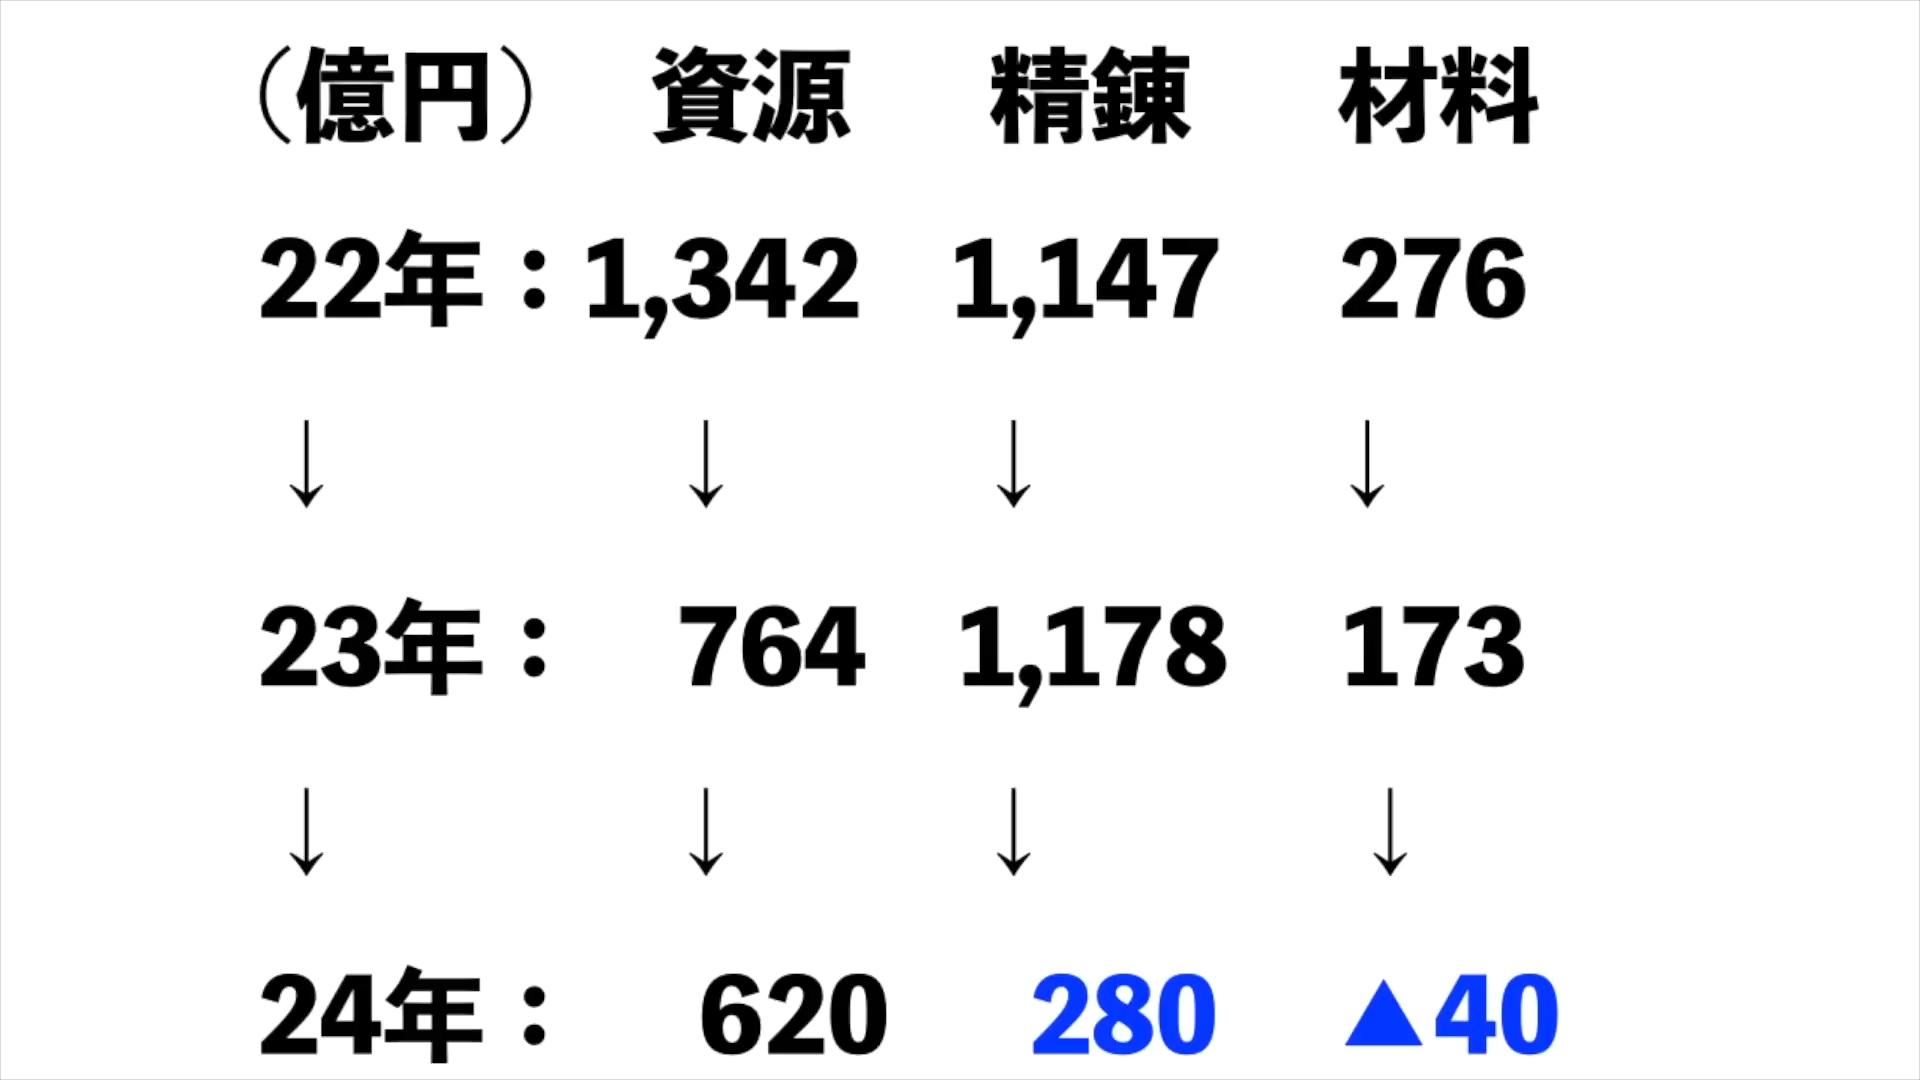 （億円） 資源 精錬 材料
22年：1,342 1,147 276
↓ ↓ ↓ ↓
23年： 764 1,178 173
↓ ↓ ↓ ↓
24年： 620 280 ▲40